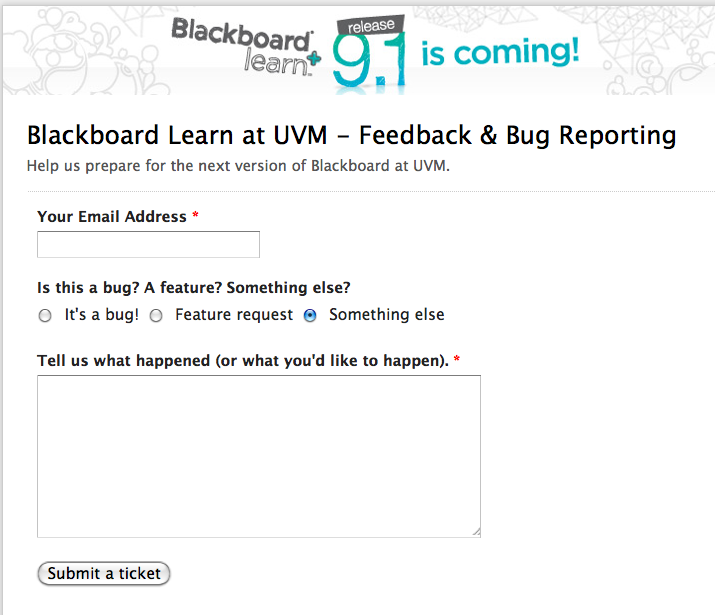 Blackboard
learn+™
release
9.1 is coming!
Blackboard Learn at UVM – Feedback & Bug Reporting
Help us prepare for the next version of Blackboard at UVM.
Your Email Address *
Is this a bug? A feature? Something else?
It's a bug! Feature request Something else
Tell us what happened (or what you'd like to happen). *
Submit a ticket